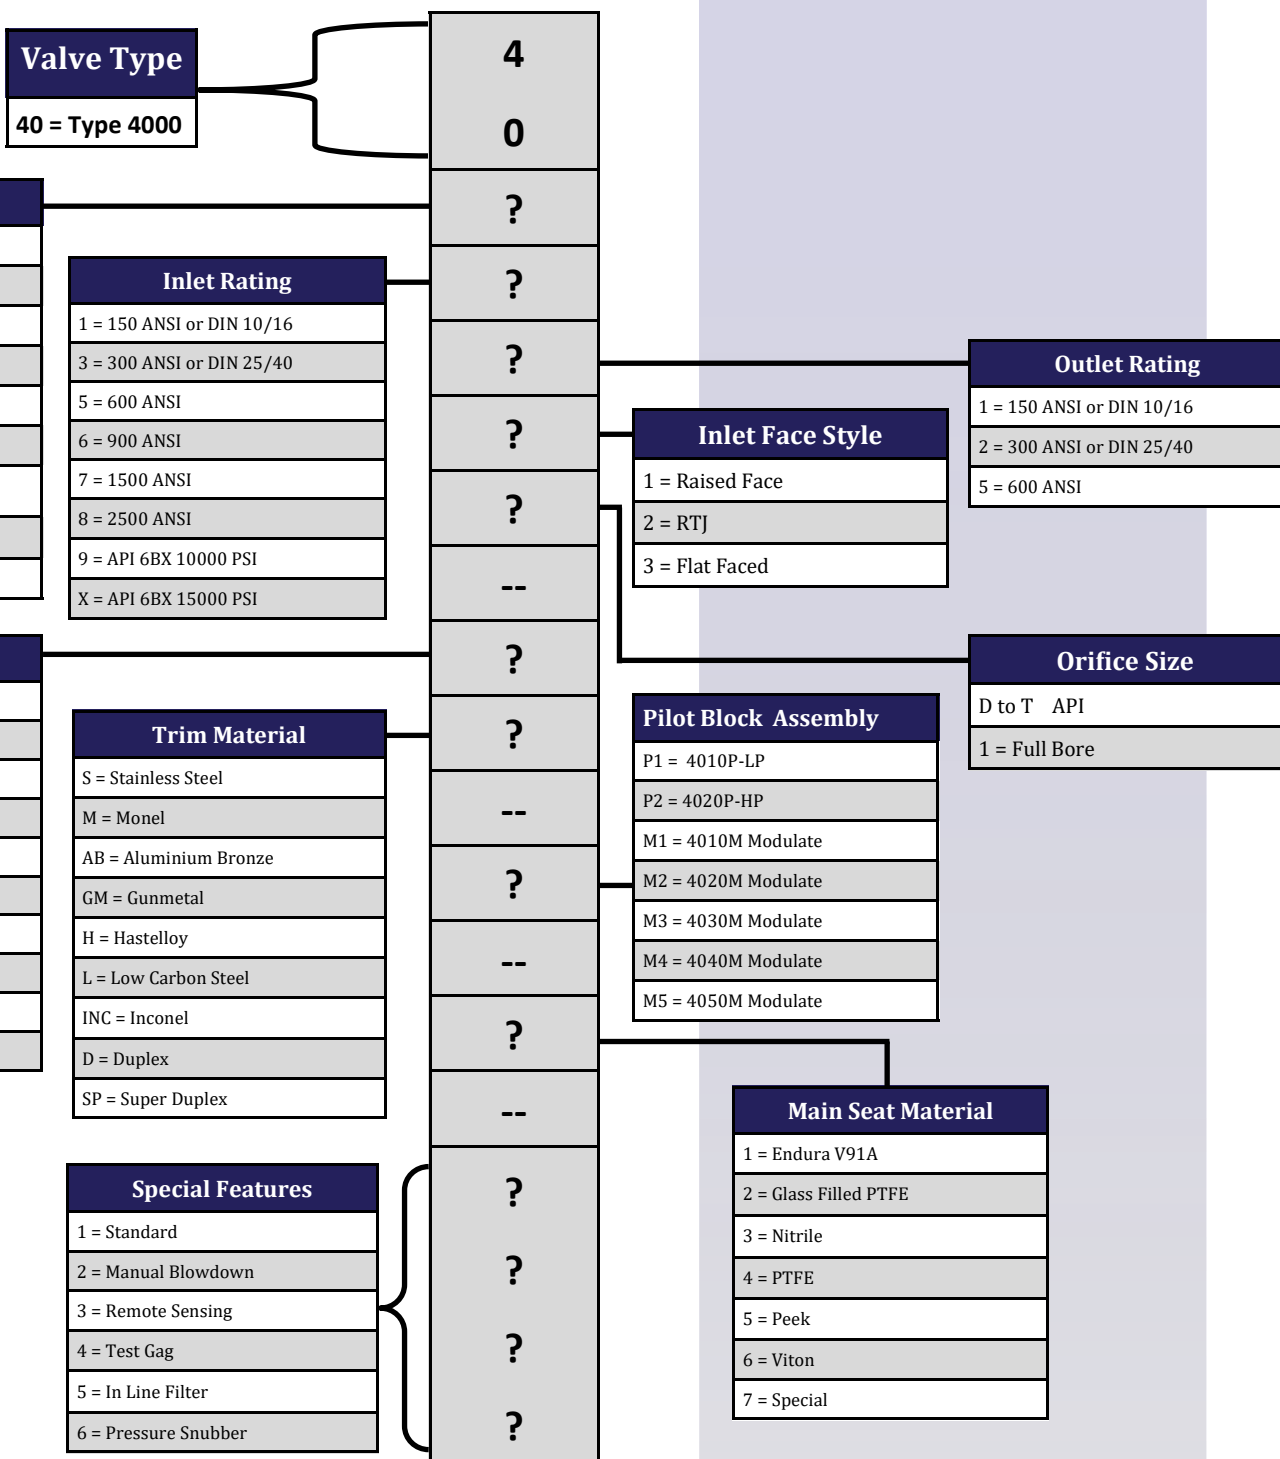 Valve Type
40 = Type 4000
4
0
?
?
?
?
?
--
?
?
--
?
--
?
--
?
?
?
?
Inlet Rating
1 = 150 ANSI or DIN 10/16
3 = 300 ANSI or DIN 25/40
5 = 600 ANSI
6 = 900 ANSI
7 = 1500 ANSI
8 = 2500 ANSI
9 = API 6BX 10000 PSI
X = API 6BX 15000 PSI
Outlet Rating
1 = 150 ANSI or DIN 10/16
2 = 300 ANSI or DIN 25/40
5 = 600 ANSI
Inlet Face Style
1 = Raised Face
2 = RTJ
3 = Flat Faced
Orifice Size
D to T API
1 = Full Bore
Trim Material
S = Stainless Steel
M = Monel
AB = Aluminium Bronze
GM = Gunmetal
H = Hastelloy
L = Low Carbon Steel
INC = Inconel
D = Duplex
SP = Super Duplex
Pilot Block Assembly
P1 = 4010P-LP
P2 = 4020P-HP
M1 = 4010M Modulate
M2 = 4020M Modulate
M3 = 4030M Modulate
M4 = 4040M Modulate
M5 = 4050M Modulate
Main Seat Material
1 = Endura V91A
2 = Glass Filled PTFE
3 = Nitrile
4 = PTFE
5 = Peek
6 = Viton
7 = Special
Special Features
1 = Standard
2 = Manual Blowdown
3 = Remote Sensing
4 = Test Gag
5 = In Line Filter
6 = Pressure Snubber